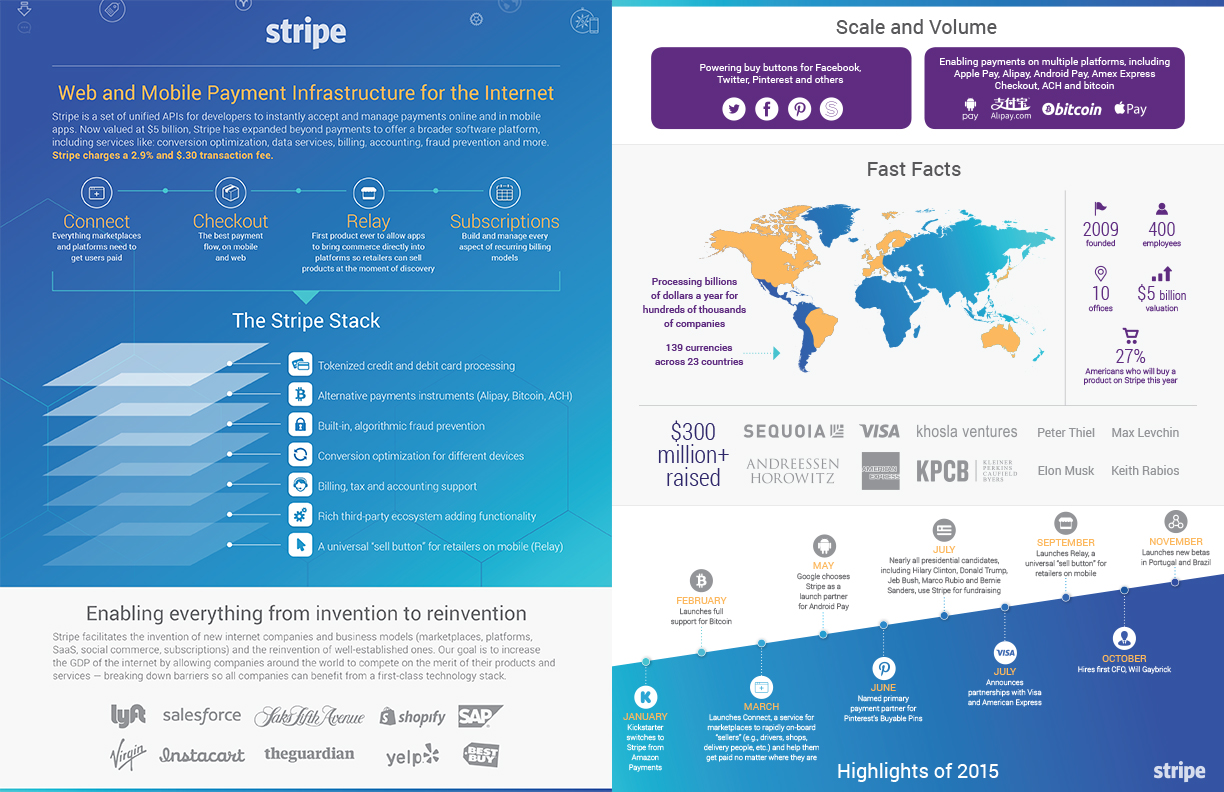 stripe
Web and Mobile Payment Infrastructure for the Internet
Stripe is a set of unified APIs for developers to instantly accept and manage payments online and in mobile
apps. Now valued at $5 billion, Stripe has expanded beyond payments to offer a broader software platform,
including services like: conversion optimization, data services, billing, accounting, fraud prevention and more.
Stripe charges a 2.9% and $.30 transaction fee.
Connect
Everything marketplaces
and platforms need to
get users paid
Checkout
The best payment
flow, on mobile
and web
Relay
First product ever to allow apps
to bring commerce directly into
platforms so retailers can sell
products at the moment of discovery
Subscriptions
Build and manage every
aspect of recurring billing
models
The Stripe Stack
Tokenized credit and debit card processing
Alternative payments instruments (Alipay, Bitcoin, ACH)
Built-in, algorithmic fraud prevention
Conversion optimization for different devices
Billing, tax and accounting support
Rich third-party ecosystem adding functionality
A universal “sell button” for retailers on mobile (Relay)
Enabling everything from invention to reinvention
Stripe facilitates the invention of new internet companies and business models (marketplaces, platforms,
SaaS, social commerce, subscriptions) and the reinvention of well-established ones. Our goal is to increase
the GDP of the internet by allowing companies around the world to compete on the merit of their products and
services — breaking down barriers so all companies can benefit from a first-class technology stack.
lyft salesforce Saks Fifth Avenue shopify SAP
Virgin Instacart theguardian yelp BEST BUY
Scale and Volume
Powering buy buttons for Facebook,
Twitter, Pinterest and others
Enabling payments on multiple platforms, including
Apple Pay, Alipay, Android Pay, Amex Express
Checkout, ACH and bitcoin
pay
支付宝
Alipay.com
bitcoin
Pay
Fast Facts
Processing billions
of dollars a year for
hundreds of thousands
of companies
139 currencies
across 23 countries
2009
founded
400
employees
10
offices
$5 billion
valuation
27%
Americans who will buy a
product on Stripe this year
$300
million+
raised
SEQUOIA VISA khosla ventures Peter Thiel Max Levchin
ANDREESSEN
HOROWITZ
AMERICAN
EXPRESS
KPCB
KLEINER
PERKINS
CAUFIELD
BYERS
Elon Musk Keith Rabios
JANUARY
Kickstarter
switches to
Stripe from
Amazon
Payments
FEBRUARY
Launches full
support for Bitcoin
MARCH
Launches Connect, a service for
marketplaces to rapidly on-board
“sellers” (e.g., drivers, shops,
delivery people, etc.) and help them
get paid no matter where they are
MAY
Google chooses
Stripe as a
launch partner
for Android Pay
JUNE
Named primary
payment partner for
Pinterest's Buyable Pins
JULY
Nearly all presidential candidates,
including Hilary Clinton, Donald Trump,
Jeb Bush, Marco Rubio and Bernie
Sanders, use Stripe for fundraising
VISA
JULY
Announces
partnerships with Visa
and American Express
SEPTEMBER
Launches Relay, a
universal “sell button” for
retailers on mobile
OCTOBER
Hires first CFO, Will Gaybrick
NOVEMBER
Launches new betas
in Portugal and Brazil
Highlights of 2015
stripe